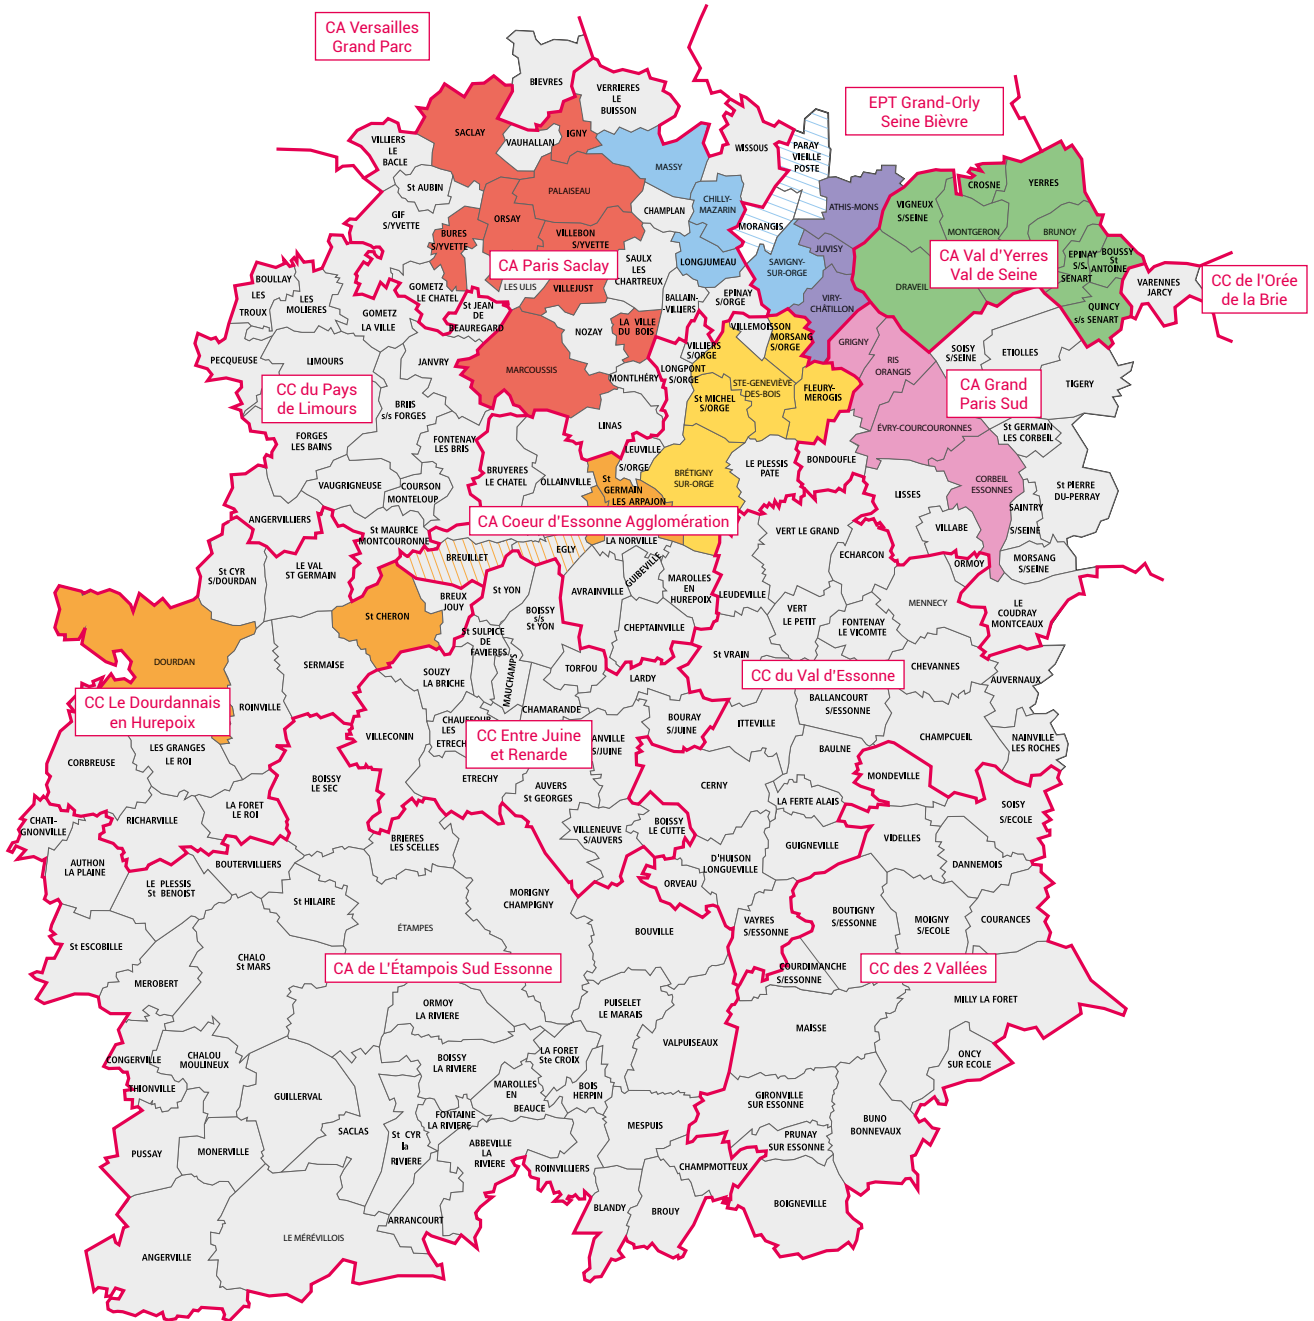 CA Versailles
Grand Parc
BIEVRES
VERRIERES
LE
BUISSON
EPT Grand-Orly
Seine Bièvre
SACLAY
IGNY
VAUHALLAN
VILLIERS
LE
BACLE
MASSY
WISSOUS
PARAY
VIEILLE
POSTE
St AUBIN
PALAISEAU
CHILLY-
MAZARIN
ATHIS-MONS
CROSNE
YERRES
VIGNEUX
S/SEINE
GIF
S/YVETTE
ORSAY
CHAMPLAN
MORANGIS
MONTGERON
BRUNOY
BURES
S/YVETTE
VILLEBON
S/YVETTE
JUVISY
CA Paris Saclay
SAULX
LES
CHARTREUX
LONGJUMEAU
SAVIGNY-
SUR-ORGE
CA Val d'Yerres
Val de Seine
EPINAY
S/S.
SENART
BOUSSY
St
ANTOINE
BOULLAY
LES
TROUX
GOMETZ
LE CHATEL
LES ULIS
VILLEJUST
DRAVEIL
VARENNES
JARCY
CC de l'Orée
de la Brie
LES
MOLIERES
GOMETZ
LA VILLE
St JEAN
DE
BEAUREGARD
BALLAIN-
VILLIERS
EPINAY
S/ORGE
VIRY-
CHÂTILLON
QUINCY
s/s SENART
NOZAY
LA VILLE
DU BOIS
VILLEMOISSON
MORSANG
S/ORGE
GRIGNY
PECQUEUSE
LIMOURS
JANVRY
VILLIERS
S/ORGE
RIS
ORANGIS
SOISY
S/SEINE
ETIOLLES
MARCOUSSIS
LONGPONT
S/ORGE
MONTLHÉRY
TIGERY
CC du Pays
de Limours
BRIIS
s/s FORGES
STE-GENEVIÈVE
DES-BOIS
FLEURY-
MEROGIS
CA Grand
Paris Sud
St MICHEL
S/ORGE
LINAS
ÉVRY-COURCOURONNES
St GERMAIN
LES CORBEIL
FORGES
LES BAINS
FONTENAY
LES BRIS
LEUVILLE
S/ORGE
BRUYERES
LE CHATEL
OLLAINVILLE
BRÉTIGNY
SUR-ORGE
LE PLESSIS
PATE
BONDOUFLE
VAUGRIGNEUSE
COURSON
MONTELOUP
St
GERMAIN
LES ARPAJON
CORBEIL
ESSONNES
LISSES
St PIERRE
DU-PERRAY
SAINTRY
S/SEINE
ANGERVILLIERS
CA Coeur d'Essonne Agglomération
St MAURICE
MONTCOURONNE
LA NORVILLE
VERT LE GRAND
VILLABE
BREUILLET
EGLY
ECHARCON
ORMOY
MORSANG
S/SEINE
St CYR
S/DOURDAN
LE VAL
ST GERMAIN
GUIBEVILLE
AVRAINVILLE
MAROLLES
EN
HUREPOIX
LEUDEVILLE
BREUX
JOUY
St YON
BOISSY
s/s
St YON
St CHERON
VERT
LE PETIT
MENNECY
LE
COUDRAY
MONTCEAUX
CHEPTAINVILLE
FONTENAY
LE VICOMTE
St SULPICE
DE
FAVIERES
DOURDAN
SERMAISE
MAUCHAMPS
TORFOU
St VRAIN
CHEVANNES
SOUZY
LA BRICHE
LARDY
CC du Val d'Essonne
AUVERNAUX
CC Le Dourdannais
en Hurepoix
ROINVILLE
CHAMARANDE
BALLANCOURT
S/ESSONNE
VILLECONIN
CHAUFFOUR
LES
ETRECH
CC Entre Juine
et Renarde
BOURAY
S/JUINE
ITTEVILLE
LES GRANGES
LE ROI
ANVILLE
S/JUINE
BAULNE
CHAMPCUEIL
NAINVILLE
LES ROCHES
CORBREUSE
BOISSY
LE SEC
ETRECHY
AUVERS
St GEORGES
CERNY
MONDEVILLE
LA FERTE ALAIS
SOISY
S/ECOLE
CHATI-
GNONVILLE
RICHARVILLE
LA FORET
LE ROI
VILLENEUVE
S/AUVERS
BOISSY
LE CUTTE
BRIERES
LES SCELLES
VIDELLES
GUIGNEVILLE
AUTHON
LA PLAINE
BOUTERVILLIERS
D'HUISON
LONGUEVILLE
DANNEMOIS
LE PLESSIS
St BENOIST
ORVEAU
MORIGNY
CHAMPIGNY
St HILAIRE
BOUTIGNY
S/ESSONNE
MOIGNY
S/ECOLE
COURANCES
VAYRES
S/ESSONNE
ÉTAMPES
BOUVILLE
St ESCOBILLE
CHALO
St MARS
CA de L'Étampois Sud Essonne
COURDIMANCHE
S/ESSONNE
CC des 2 Vallées
MEROBERT
ORMOY
LA RIVIERE
PUISELET
LE MARAIS
MILLY LA FORET
MAÏSSE
VALPUISEAUX
CONGERVILLE
THIONVILLE
CHALOU
MOULINEUX
BOISSY
LA RIVIERE
LA FORET
Ste CROIX
ONCY
SUR ECOLE
GUILLERVAL
MAROLLES
EN
BEAUCE
BOIS
HERPIN
GIRONVILLE
SUR ESSONNE
FONTAINE
LA RIVIERE
MESPUIS
BUNO
BONNEVAUX
SACLAS
St CYR
la
RIVIERE
PUSSAY
MONERVILLE
ABBEVILLE
LA
RIVIERE
PRUNAY
SUR ESSONNE
ROINVILLIERS
CHAMPMOTTEUX
BLANDY
BROUY
BOIGNEVILLE
ARRANCOURT
LE MÉRÉVILLOIS
ANGERVILLE